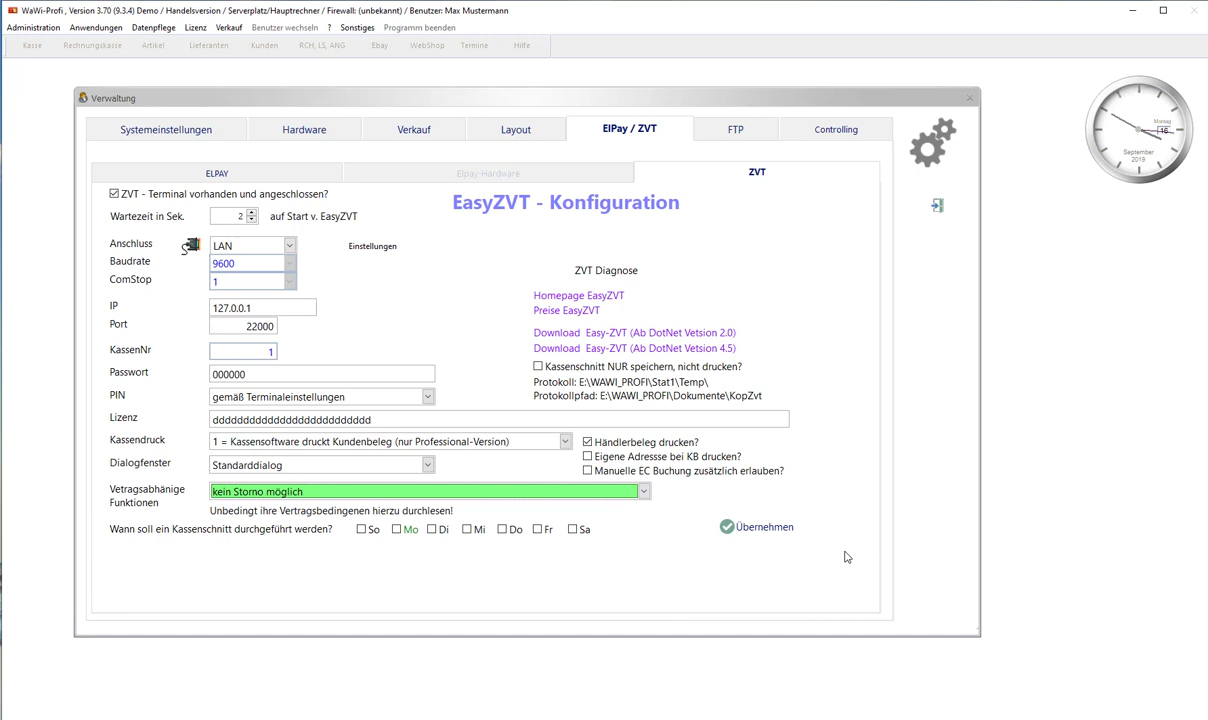 WaWi-Profi , Version 3.70 (9.3.4) Demo / Handelsversion / Serverplatz/Hauptrechner / Firewall: (unbekannt) / Benutzer: Max Mustermann
Administration Anwendungen Datenpflege Lizenz Verkauf Benutzer wechseln ? Sonstiges Programm beenden
Kasse Rechnungskasse Artikel Lieferanten Kunden RCH, LS, ANG Ebay WebShop Termine Hilfe
Verwaltung
Systemeinstellungen Hardware Verkauf Layout ElPay / ZVT FTP Controlling
Montag
16
September
2019
ELPAY Elpay-Hardware ZVT
ZVT - Terminal vorhanden und angeschlossen?
EasyZVT - Konfiguration
Wartezeit in Sek. 2 auf Start v. EasyZVT
Anschluss LAN Einstellungen
Baudrate 9600
ZVT Diagnose
ComStop 1
Homepage EasyZVT
IP 127.0.0.1
Preise EasyZVT
Port 22000
Download Easy-ZVT (Ab DotNet Vetsion 2.0)
KassenNr 1
Download Easy-ZVT (Ab DotNet Vetsion 4.5)
Kassenschnitt NUR speichern, nicht drucken?
Passwort 000000
Protokoll: E:\WAWI_PROFI\Stat1\Temp\
PIN gemäß Terminaleinstellungen
Protokollpfad: E:\WAWI_PROFI\Dokumente\KopZvt
Lizenz dddddddddddddddddddddddddd
Kassendruck 1 = Kassensoftware druckt Kundenbeleg (nur Professional-Version)
Händlerbeleg drucken?
Eigene Adressse bei KB drucken?
Dialogfenster Standarddialog
Manuelle EC Buchung zusätzlich erlauben?
Vetragsabhänige
Funktionen
kein Storno möglich
Unbedingt ihre Vertragsbedingenen hierzu durchlesen!
Wann soll ein Kassenschnitt durchgeführt werden? So Mo Di Mi Do Fr Sa
Übernehmen